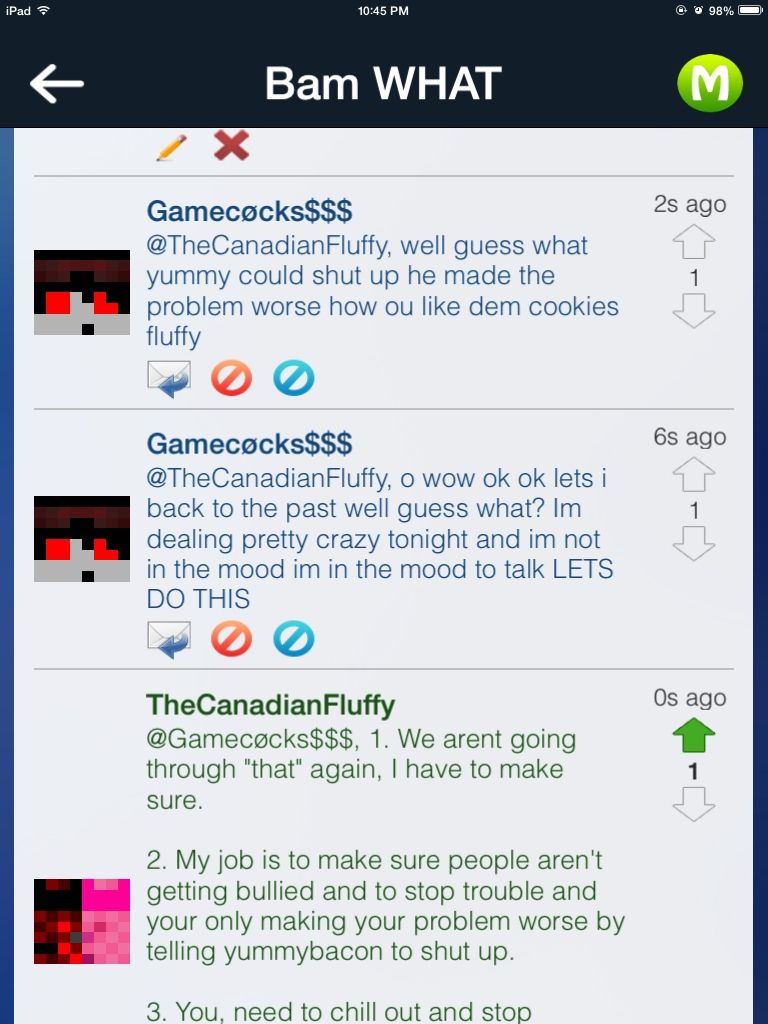 iPad 10:45 PM 98%
Bam WHAT
M
Gamecøcks$$$ 2s ago
@TheCanadianFluffy, well guess what
yummy could shut up he made the
problem worse how ou like dem cookies
fluffy
1
Gamecøcks$$$ 6s ago
@TheCanadianFluffy, o wow ok ok lets i
back to the past well guess what? Im
dealing pretty crazy tonight and im not
in the mood im in the mood to talk LETS
DO THIS
1
TheCanadianFluffy 0s ago
@Gamecøcks$$$, 1. We arent going
through "that" again, I have to make
sure.
1
2. My job is to make sure people aren't
getting bullied and to stop trouble and
your only making your problem worse by
telling yummybacon to shut up.
3. You, need to chill out and stop